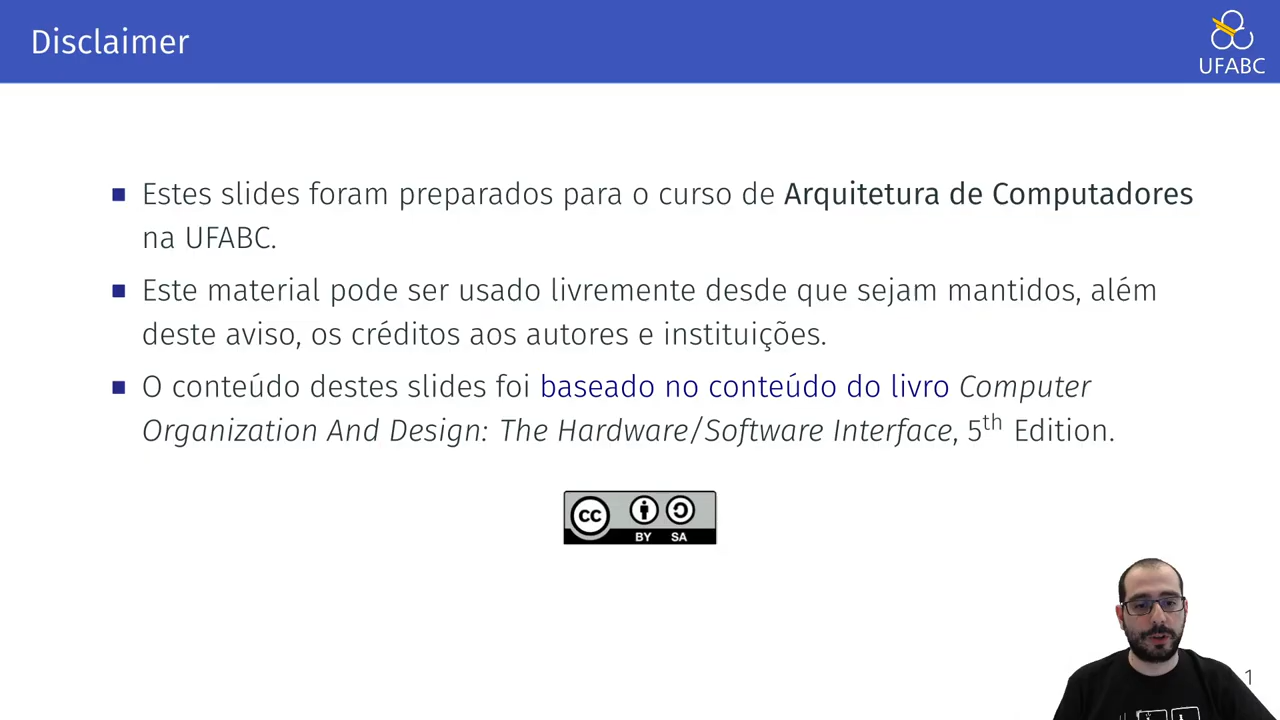 Disclaimer
UFABC
Estes slides foram preparados para o curso de Arquitetura de Computadores
na UFABC.
Este material pode ser usado livremente desde que sejam mantidos, além
deste aviso, os créditos aos autores e instituições.
O conteúdo destes slides foi baseado no conteúdo do livro Computer
Organization And Design: The Hardware/Software Interface, 5th Edition.
cc
BY SA
1